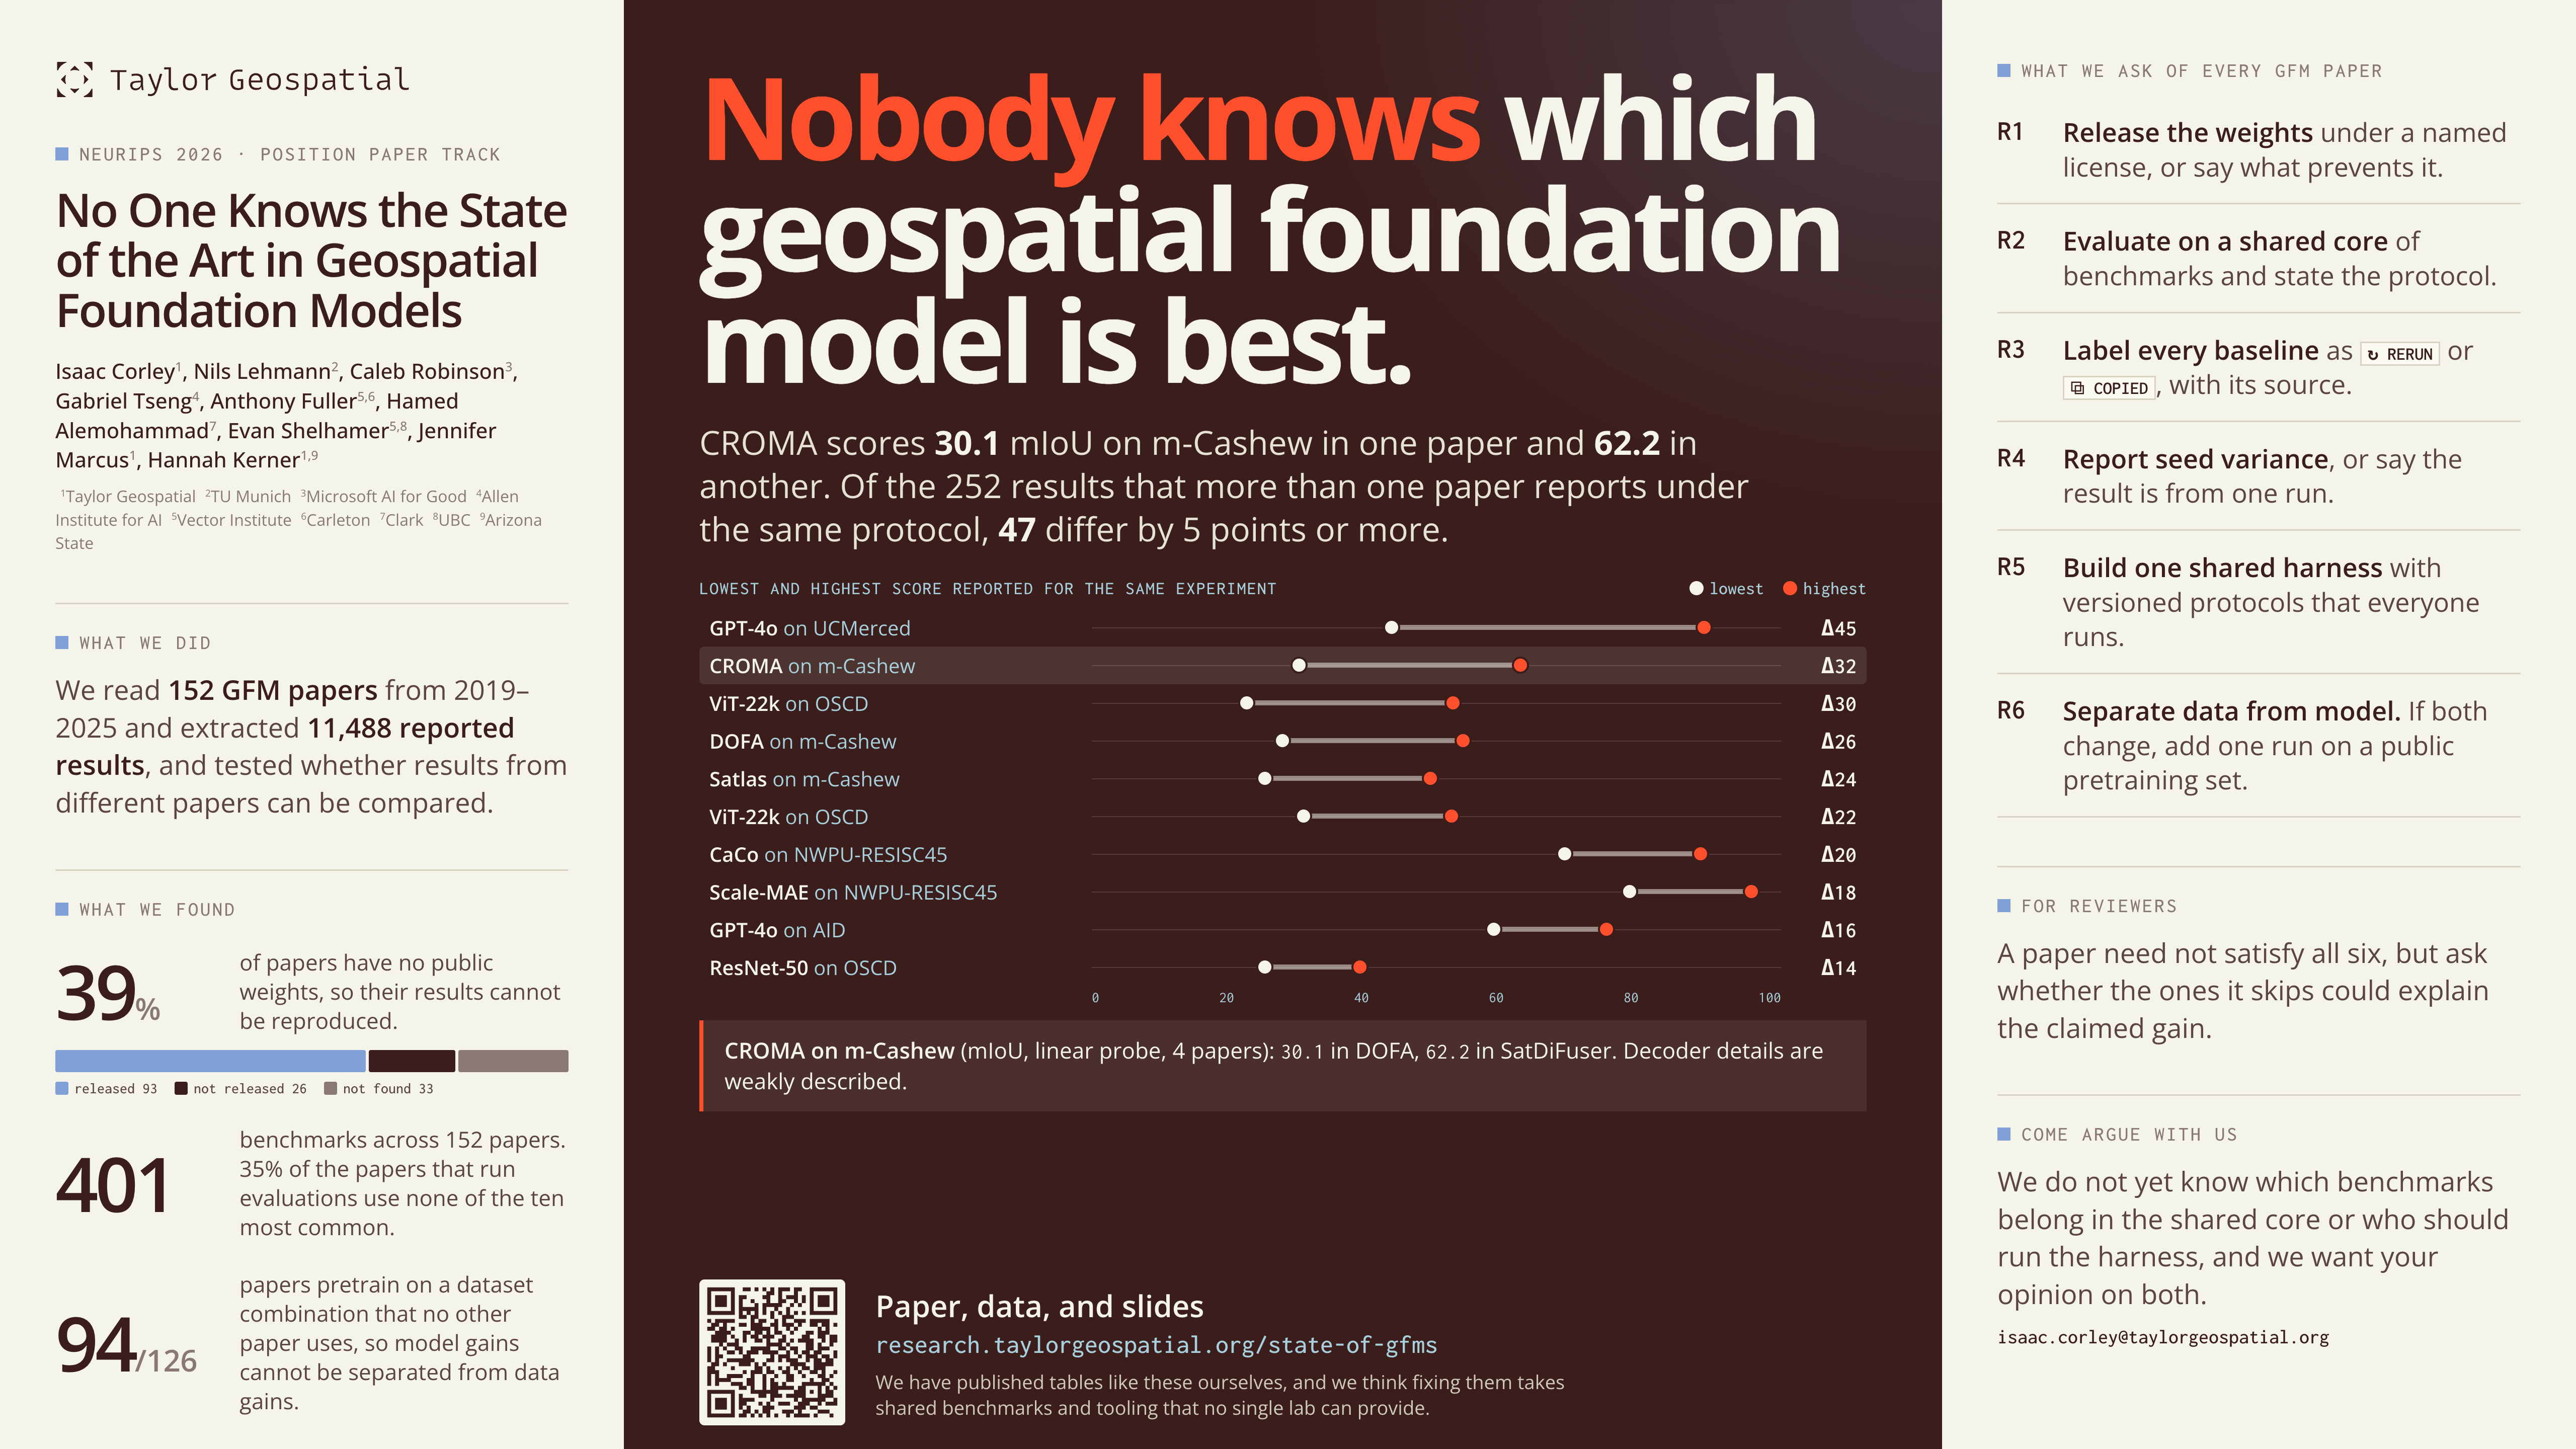 Taylor Geospatial
NEURIPS 2026 · POSITION PAPER TRACK
No One Knows the State
of the Art in Geospatial
Foundation Models
Isaac Corley1, Nils Lehmann2, Caleb Robinson3,
Gabriel Tseng4, Anthony Fuller5,6, Hamed
Alemohammad7, Evan Shelhamer5,8, Jennifer
Marcus1, Hannah Kerner1,9
1Taylor Geospatial 2TU Munich 3Microsoft AI for Good 4Allen
Institute for AI 5Vector Institute 6Carleton 7Clark 8UBC 9Arizona
State
WHAT WE DID
We read 152 GFM papers from 2019–
2025 and extracted 11,488 reported
results, and tested whether results from
different papers can be compared.
WHAT WE FOUND
39%
of papers have no public
weights, so their results cannot
be reproduced.
released 93 not released 26 not found 33
401
benchmarks across 152 papers.
35% of the papers that run
evaluations use none of the ten
most common.
94/126
papers pretrain on a dataset
combination that no other
paper uses, so model gains
cannot be separated from data
gains.
Nobody knows which
geospatial foundation
model is best.
CROMA scores 30.1 mIoU on m-Cashew in one paper and 62.2 in
another. Of the 252 results that more than one paper reports under
the same protocol, 47 differ by 5 points or more.
LOWEST AND HIGHEST SCORE REPORTED FOR THE SAME EXPERIMENT lowest highest
GPT-4o on UCMerced Δ45
CROMA on m-Cashew Δ32
ViT-22k on OSCD Δ30
DOFA on m-Cashew Δ26
Satlas on m-Cashew Δ24
ViT-22k on OSCD Δ22
CaCo on NWPU-RESISC45 Δ20
Scale-MAE on NWPU-RESISC45 Δ18
GPT-4o on AID Δ16
ResNet-50 on OSCD Δ14
0 20 40 60 80 100
CROMA on m-Cashew (mIoU, linear probe, 4 papers): 30.1 in DOFA, 62.2 in SatDiFuser. Decoder details are
weakly described.
Paper, data, and slides
research.taylorgeospatial.org/state-of-gfms
We have published tables like these ourselves, and we think fixing them takes
shared benchmarks and tooling that no single lab can provide.
WHAT WE ASK OF EVERY GFM PAPER
R1 Release the weights under a named
license, or say what prevents it.
R2 Evaluate on a shared core of
benchmarks and state the protocol.
R3 Label every baseline as ↻ RERUN or
COPIED, with its source.
R4 Report seed variance, or say the
result is from one run.
R5 Build one shared harness with
versioned protocols that everyone
runs.
R6 Separate data from model. If both
change, add one run on a public
pretraining set.
FOR REVIEWERS
A paper need not satisfy all six, but ask
whether the ones it skips could explain
the claimed gain.
COME ARGUE WITH US
We do not yet know which benchmarks
belong in the shared core or who should
run the harness, and we want your
opinion on both.
isaac.corley@taylorgeospatial.org